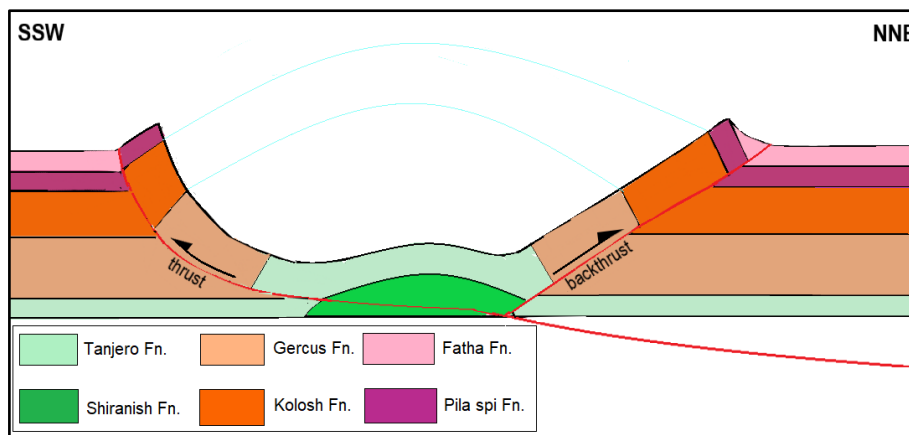 SSW
NNE
thrust
backthrust
Tanjero Fn.
Gercus Fn.
Fatha Fn.
Shiranish Fn.
Kolosh Fn.
Pila spi Fn.